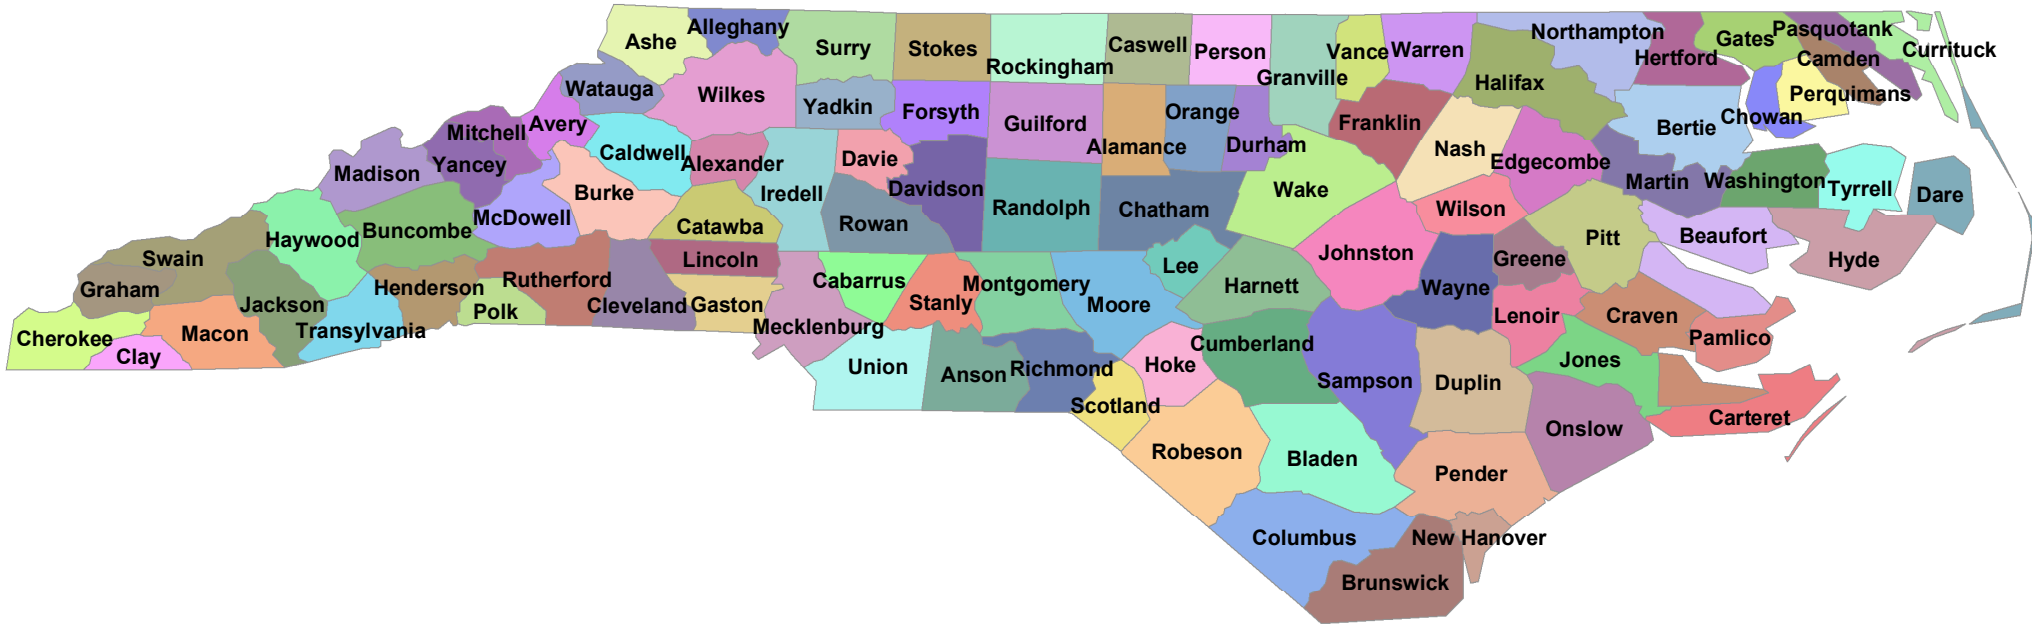 Ashe
Alleghany
Surry
Stokes
Rockingham
Caswell
Person
Granville
Vance
Warren
Northampton
Hertford
Gates
Pasquotank
Camden
Currituck
Watauga
Wilkes
Yadkin
Forsyth
Guilford
Alamance
Orange
Durham
Franklin
Halifax
Bertie
Chowan
Perquimans
Mitchell
Avery
Caldwell
Alexander
Iredell
Davie
Davidson
Nash
Edgecombe
Martin
Washington
Tyrrell
Dare
Madison
Yancey
Burke
McDowell
Catawba
Rowan
Randolph
Chatham
Wake
Wilson
Pitt
Beaufort
Hyde
Swain
Haywood
Buncombe
Lincoln
Cabarrus
Stanly
Montgomery
Moore
Lee
Harnett
Johnston
Wayne
Greene
Graham
Jackson
Henderson
Polk
Rutherford
Cleveland
Gaston
Mecklenburg
Lenoir
Craven
Pamlico
Cherokee
Clay
Macon
Transylvania
Union
Anson
Richmond
Hoke
Cumberland
Sampson
Duplin
Jones
Scotland
Onslow
Carteret
Robeson
Bladen
Pender
Columbus
New Hanover
Brunswick